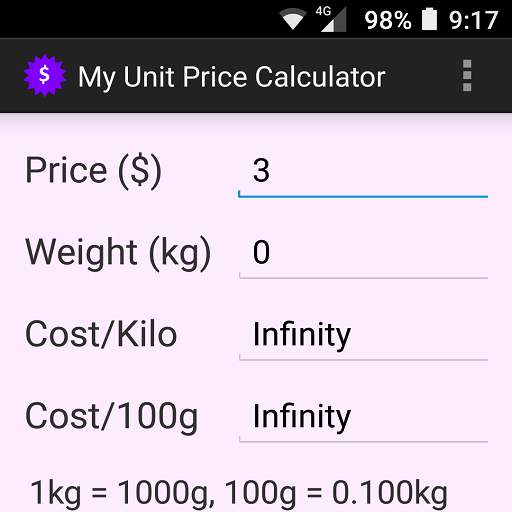 4G 98% 9:17
$ My Unit Price Calculator
Price ($) 3
Weight (kg) 0
Cost/Kilo Infinity
Cost/100g Infinity
1kg = 1000g, 100g = 0.100kg